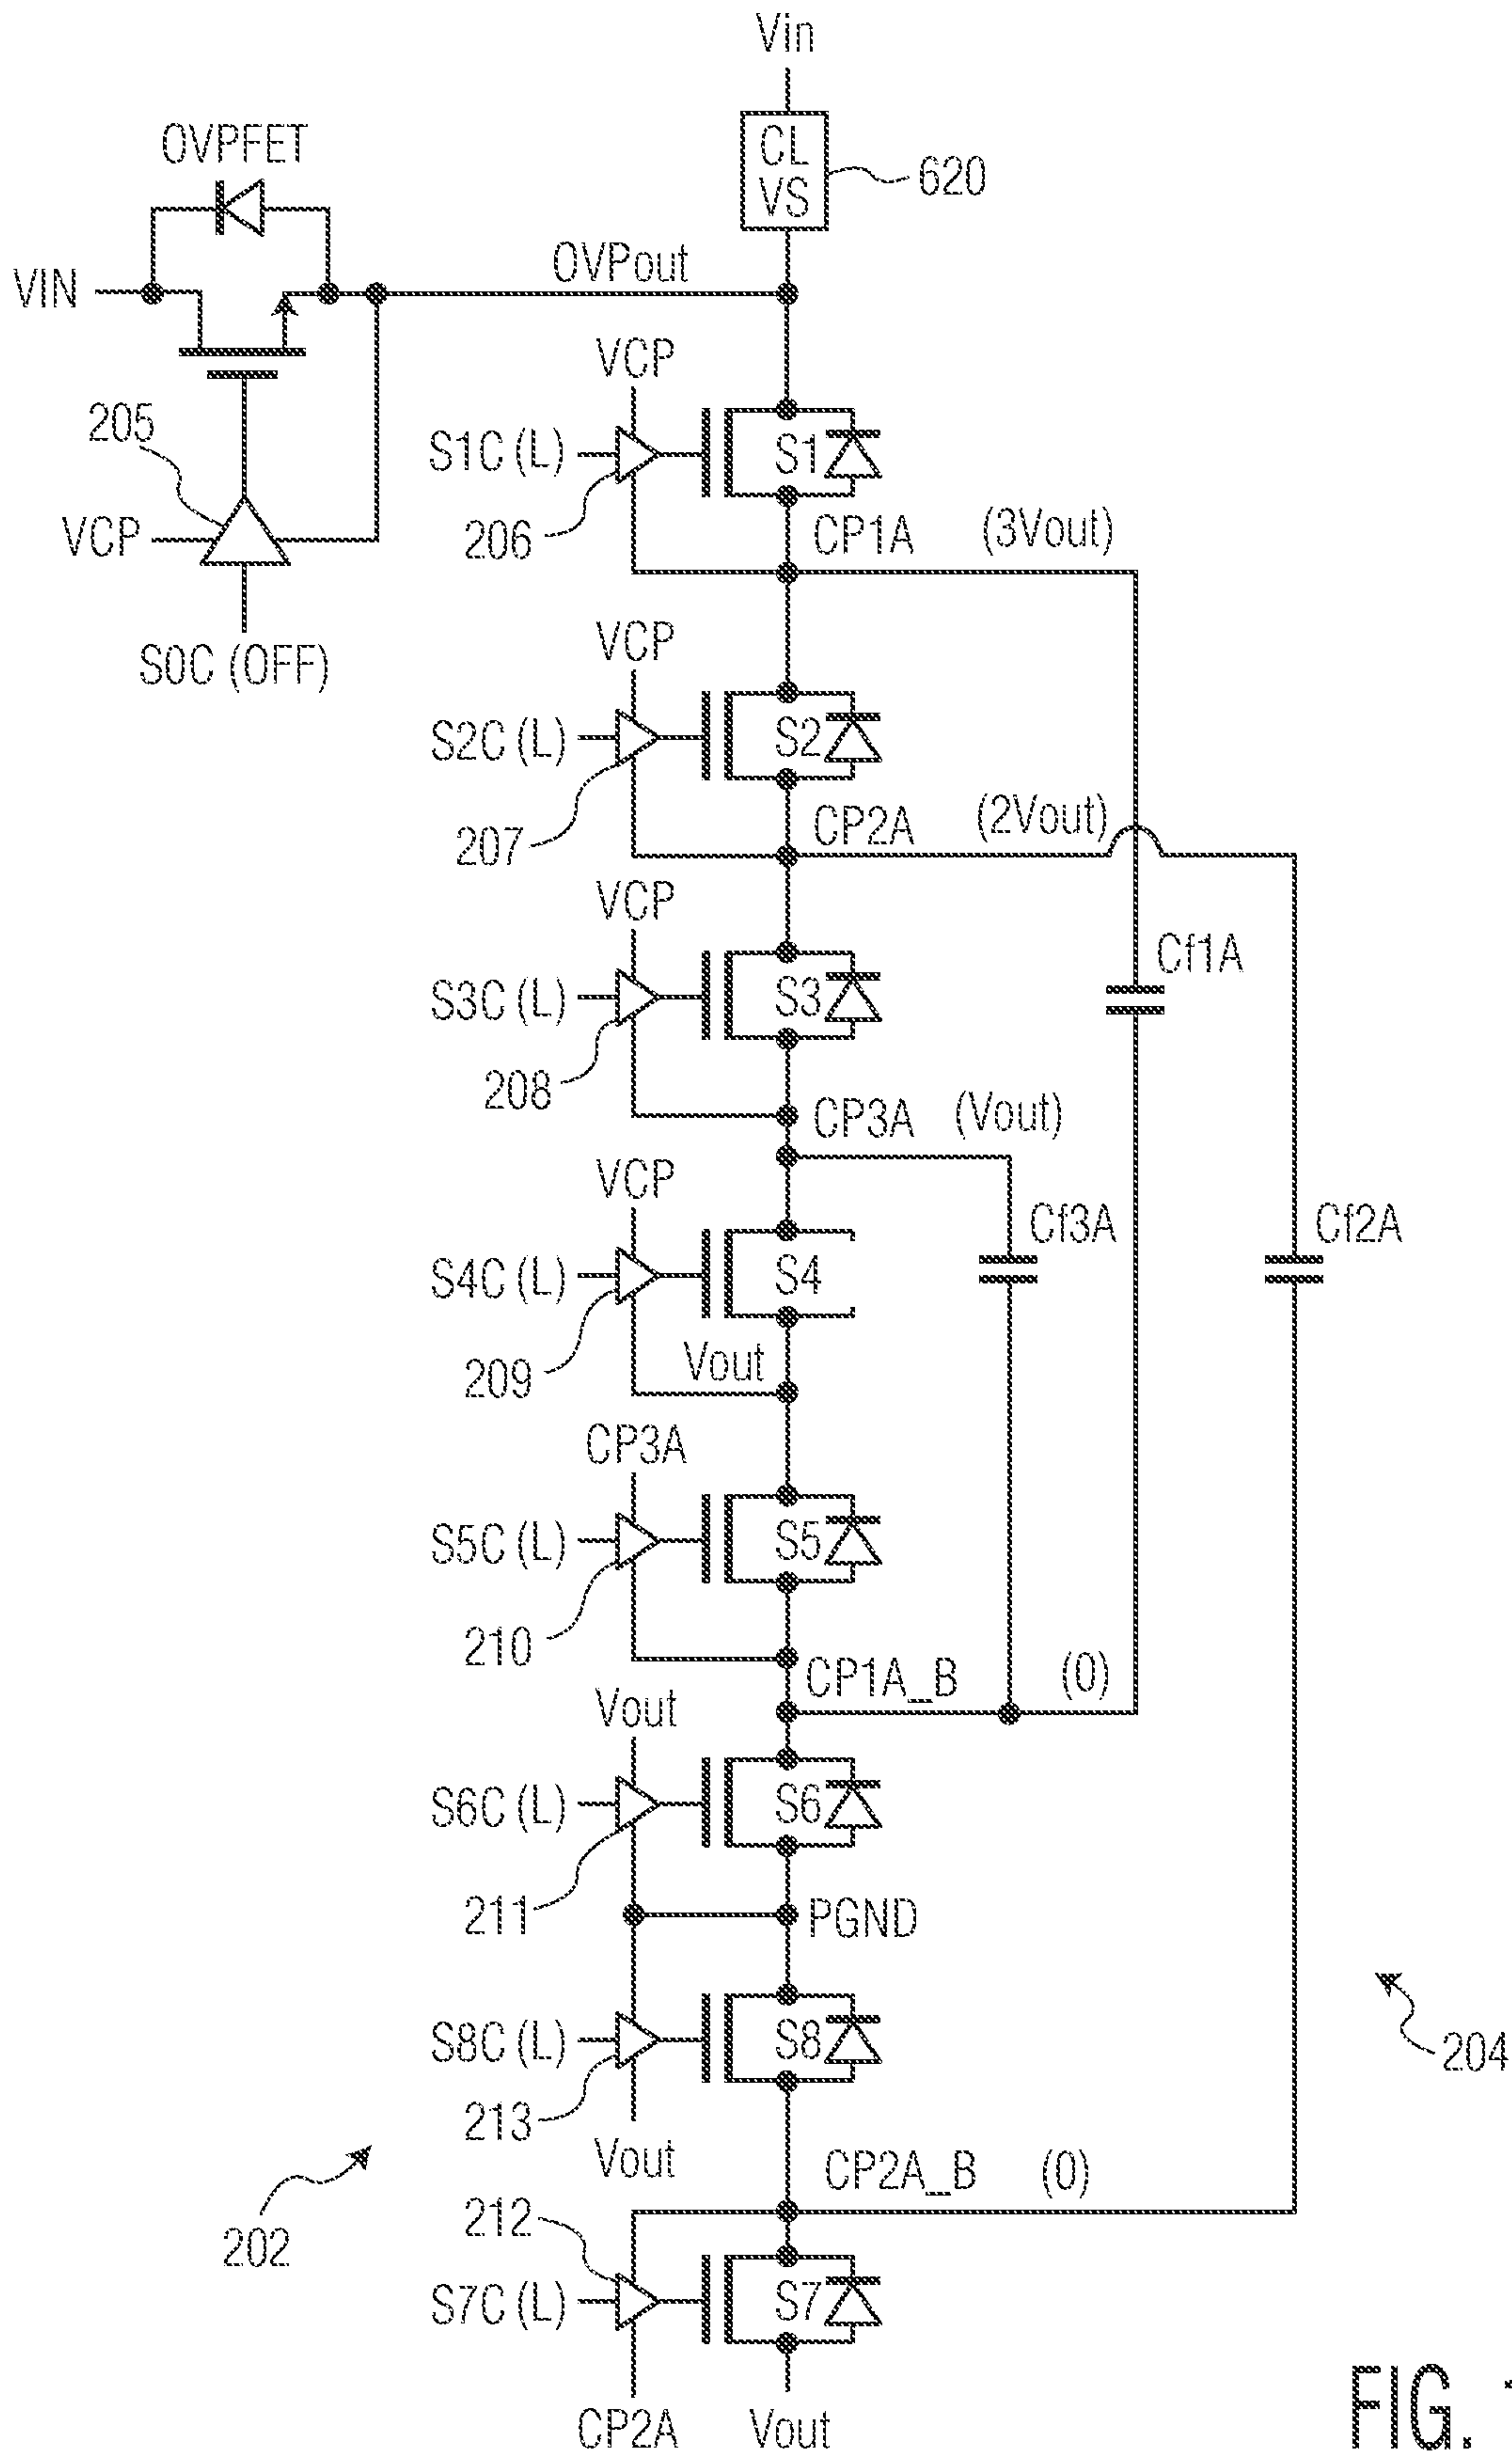 Vin
CL
VS
620
OVPFET
VIN
OVPout
205
VCP
S0C (OFF)
VCP
S1C (L)
S1
206
CP1A (3Vout)
VCP
S2C (L)
S2
207
CP2A (2Vout)
VCP
S3C (L)
S3
Cf1A
208
CP3A (Vout)
VCP
S4C (L)
S4
Cf3A
Cf2A
209
Vout
CP3A
S5C (L)
S5
210
CP1A_B (0)
Vout
S6C (L)
S6
211
PGND
S8C (L)
S8
204
213
Vout
CP2A_B (0)
202
212
S7C (L)
S7
CP2A
Vout
FIG.